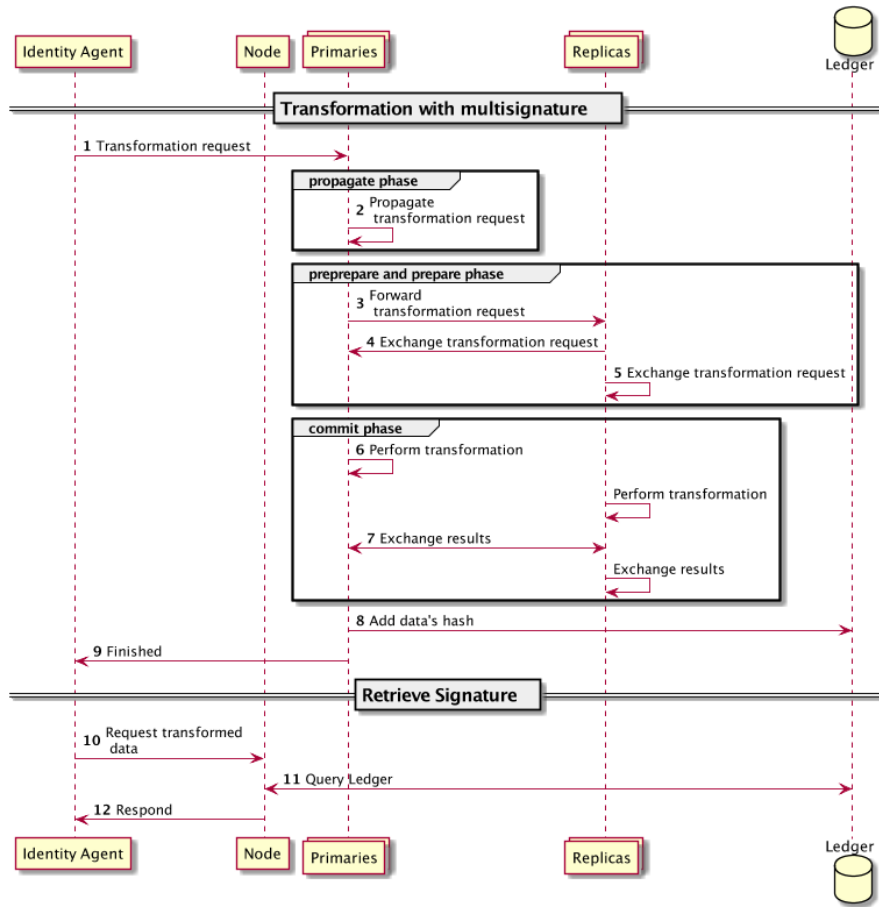 Identity Agent
Node
Primaries
Replicas
Ledger
Transformation with multisignature
1 Transformation request
propagate phase
2 Propagate
transformation request
preprepare and prepare phase
3 Forward
transformation request
4 Exchange transformation request
5 Exchange transformation request
commit phase
6 Perform transformation
Perform transformation
7 Exchange results
Exchange results
8 Add data's hash
9 Finished
Retrieve Signature
10 Request transformed
data
11 Query Ledger
12 Respond
Identity Agent
Node
Primaries
Replicas
Ledger